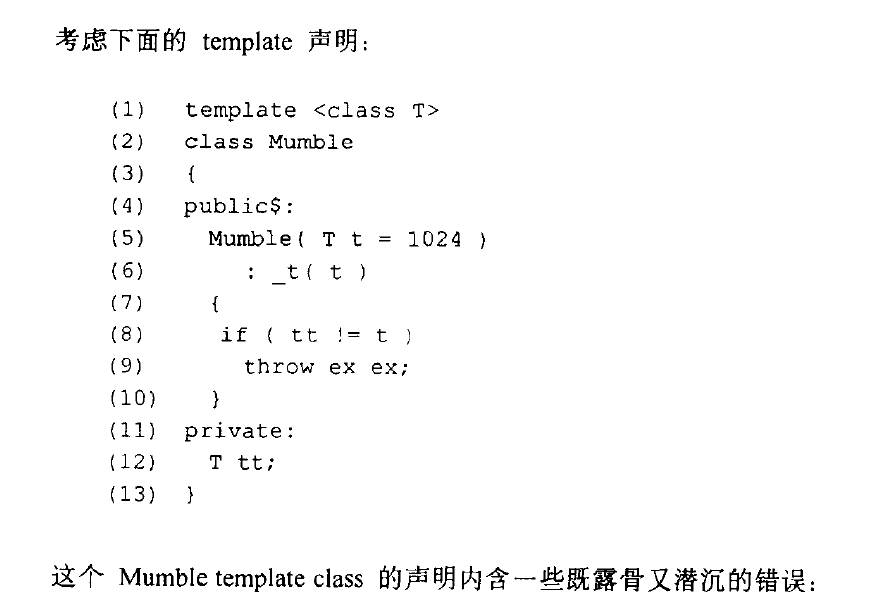 考虑下面的 template 声明：
(1) template <class T>
(2) class Mumble
(3) {
(4) public$:
(5) Mumble( T t = 1024 )
(6) : _t( t )
(7) {
(8) if ( tt != t )
(9) throw ex ex;
(10) }
(11) private:
(12) T tt;
(13) }
这个 Mumble template class 的声明内含一些既露骨又潜沉的错误：